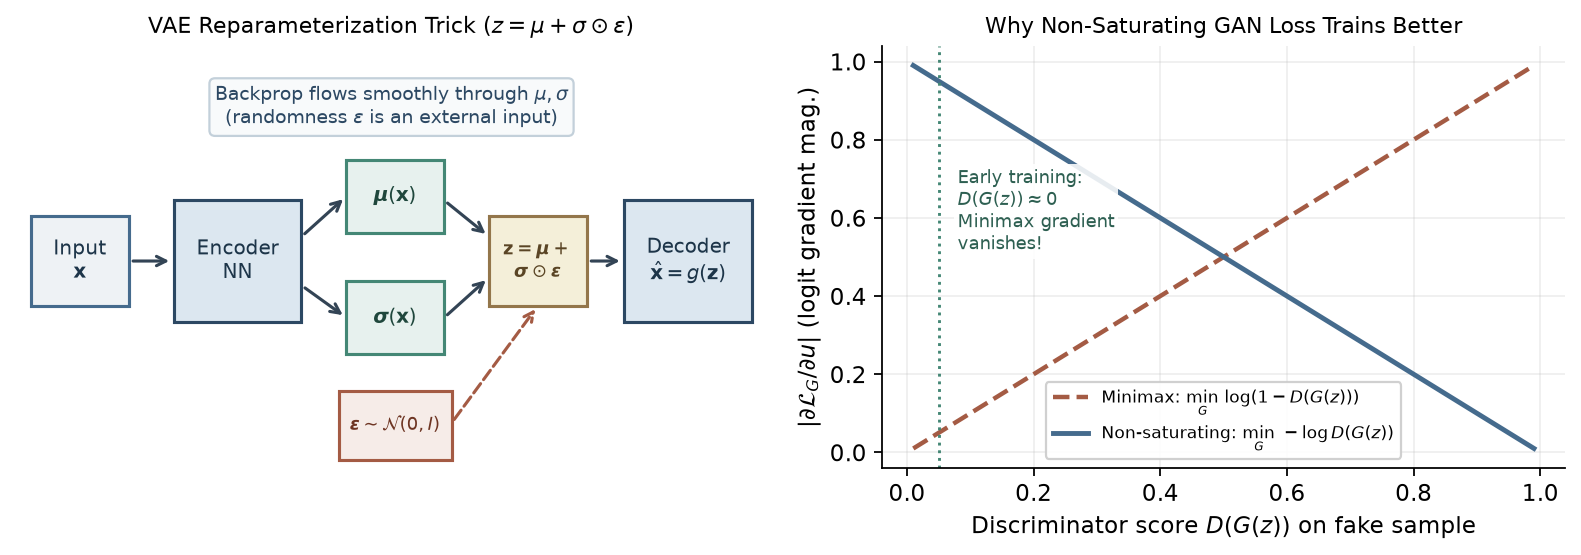 VAE Reparameterization Trick (z = μ + σ ⊙ ε)
Backprop flows smoothly through μ, σ
(randomness ε is an external input)
Input
x
Encoder
NN
μ(x)
σ(x)
z = μ +
σ ⊙ ε
Decoder
x̂ = g(z)
ε ~ 𝒩(0, I)
Why Non-Saturating GAN Loss Trains Better
|∂ℒ_G/∂u| (logit gradient mag.)
1.0
0.8
0.6
0.4
0.2
0.0
Early training:
D(G(z)) ≈ 0
Minimax gradient
vanishes!
Minimax: min_G log(1 − D(G(z)))
Non-saturating: min_G − log D(G(z))
0.0 0.2 0.4 0.6 0.8 1.0
Discriminator score D(G(z)) on fake sample